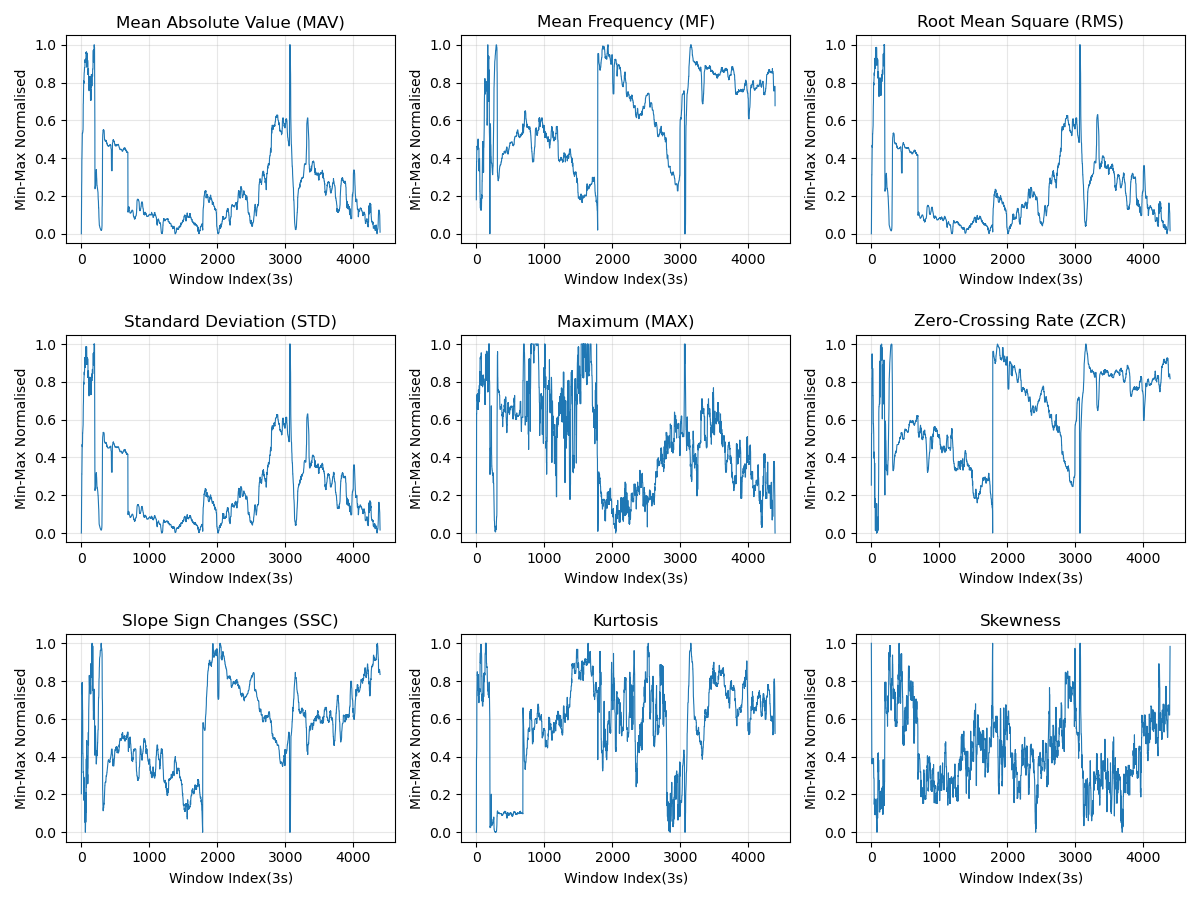 Mean Absolute Value (MAV)
Mean Frequency (MF)
Root Mean Square (RMS)
Min-Max Normalised
1.0
0.8
0.6
0.4
0.2
0.0
0 1000 2000 3000 4000
Window Index(3s)
Min-Max Normalised
1.0
0.8
0.6
0.4
0.2
0.0
0 1000 2000 3000 4000
Window Index(3s)
Min-Max Normalised
1.0
0.8
0.6
0.4
0.2
0.0
0 1000 2000 3000 4000
Window Index(3s)
Standard Deviation (STD)
Maximum (MAX)
Zero-Crossing Rate (ZCR)
Min-Max Normalised
1.0
0.8
0.6
0.4
0.2
0.0
0 1000 2000 3000 4000
Window Index(3s)
Min-Max Normalised
1.0
0.8
0.6
0.4
0.2
0.0
0 1000 2000 3000 4000
Window Index(3s)
Min-Max Normalised
1.0
0.8
0.6
0.4
0.2
0.0
0 1000 2000 3000 4000
Window Index(3s)
Slope Sign Changes (SSC)
Kurtosis
Skewness
Min-Max Normalised
1.0
0.8
0.6
0.4
0.2
0.0
0 1000 2000 3000 4000
Window Index(3s)
Min-Max Normalised
1.0
0.8
0.6
0.4
0.2
0.0
0 1000 2000 3000 4000
Window Index(3s)
Min-Max Normalised
1.0
0.8
0.6
0.4
0.2
0.0
0 1000 2000 3000 4000
Window Index(3s)